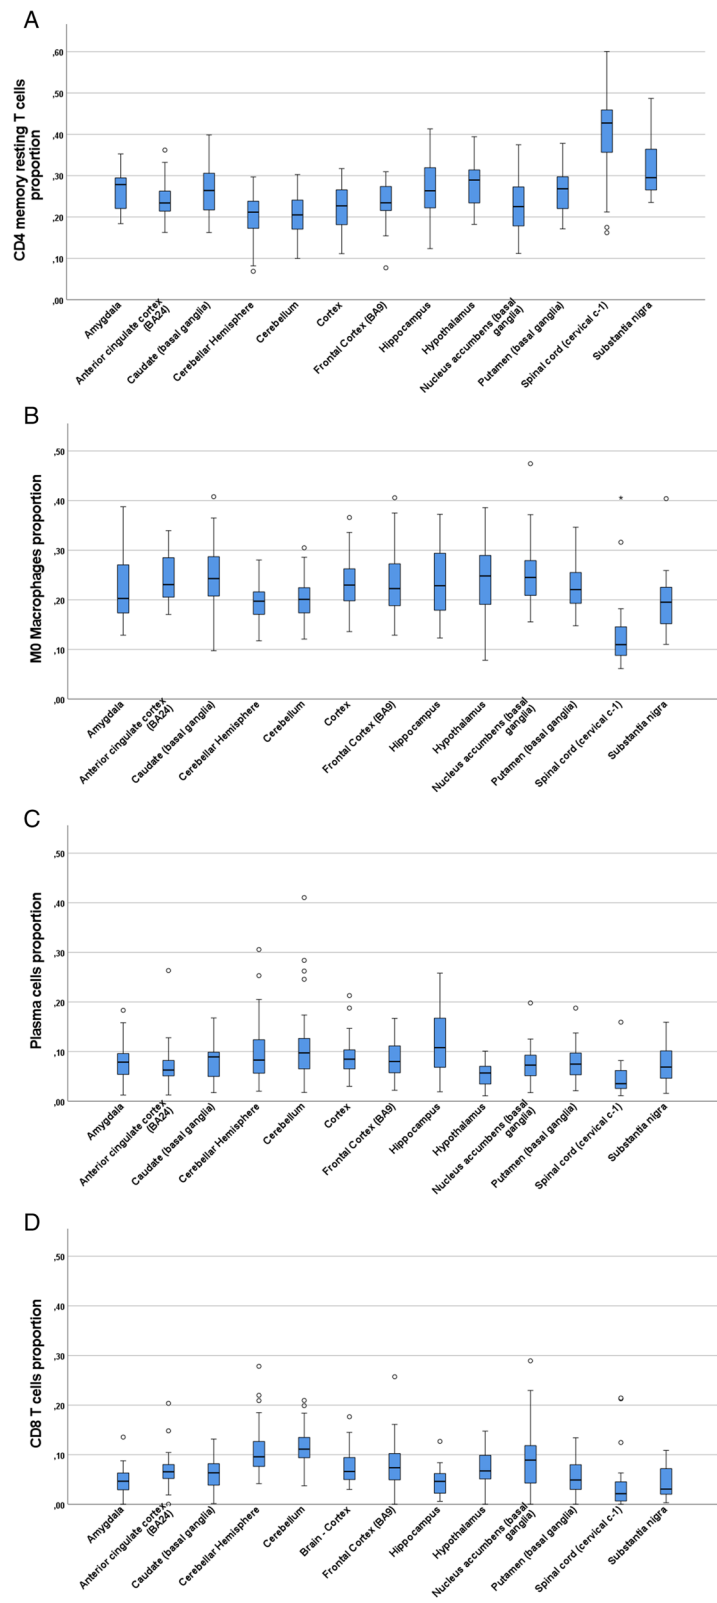 A
CD4 memory resting T cells
proportion
,60
,50
,40
,30
,20
,10
,00
Amygdala
Anterior cingulate cortex
(BA24)
Caudate (basal ganglia)
Cerebellar Hemisphere
Cerebellum
Cortex
Frontal Cortex (BA9)
Hippocampus
Hypothalamus
Nucleus accumbens (basal
ganglia)
Putamen (basal ganglia)
Spinal cord (cervical c-1)
Substantia nigra
B
M0 Macrophages proportion
,50
,40
,30
,20
,10
,00
Amygdala
Anterior cingulate cortex
(BA24)
Caudate (basal ganglia)
Cerebellar Hemisphere
Cerebellum
Cortex
Frontal Cortex (BA9)
Hippocampus
Hypothalamus
Nucleus accumbens (basal
ganglia)
Putamen (basal ganglia)
Spinal cord (cervical c-1)
Substantia nigra
C
Plasma cells proportion
,50
,40
,30
,20
,10
,00
Amygdala
Anterior cingulate cortex
(BA24)
Caudate (basal ganglia)
Cerebellar Hemisphere
Cerebellum
Cortex
Frontal Cortex (BA9)
Hippocampus
Hypothalamus
Nucleus accumbens (basal
ganglia)
Putamen (basal ganglia)
Spinal cord (cervical c-1)
Substantia nigra
D
CD8 T cells proportion
,50
,40
,30
,20
,10
,00
Amygdala
Anterior cingulate cortex
(BA24)
Caudate (basal ganglia)
Cerebellar Hemisphere
Cerebellum
Brain - Cortex
Frontal Cortex (BA9)
Hippocampus
Hypothalamus
Nucleus accumbens (basal
ganglia)
Putamen (basal ganglia)
Spinal cord (cervical c-1)
Substantia nigra